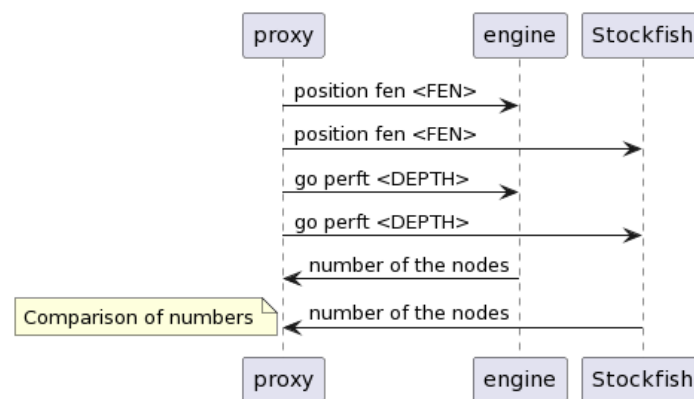 proxy engine Stockfish
position fen <FEN>
position fen <FEN>
go perft <DEPTH>
go perft <DEPTH>
number of the nodes
number of the nodes
Comparison of numbers
proxy engine Stockfish